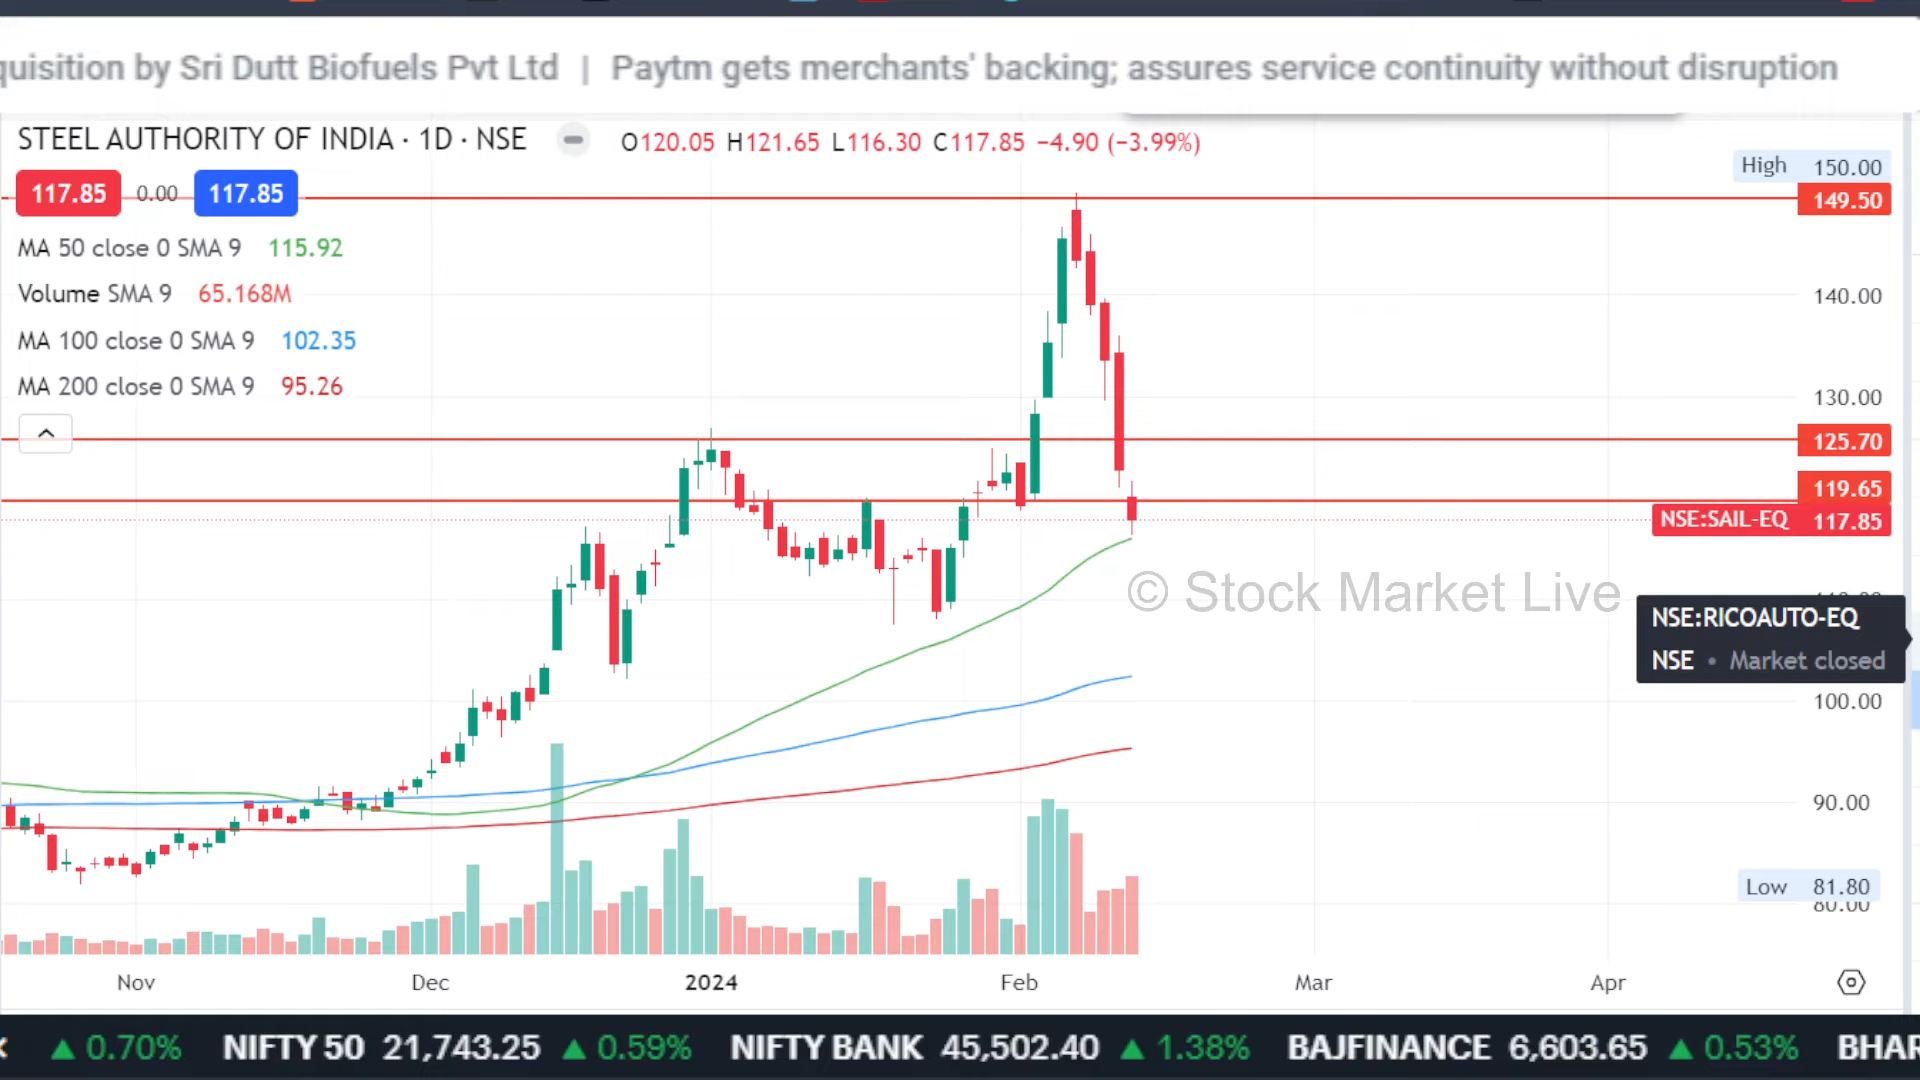 quisition by Sri Dutt Biofuels Pvt Ltd | Paytm gets merchants' backing; assures service continuity without disruption
STEEL AUTHORITY OF INDIA · 1D · NSE O120.05 H121.65 L116.30 C117.85 −4.90 (−3.99%)
High 150.00
117.85 0.00 117.85
149.50
MA 50 close 0 SMA 9 115.92
Volume SMA 9 65.168M
140.00
MA 100 close 0 SMA 9 102.35
MA 200 close 0 SMA 9 95.26
130.00
125.70
119.65
NSE:SAIL-EQ 117.85
© Stock Market Live
NSE:RICOAUTO-EQ
NSE • Market closed
100.00
90.00
Low 81.80
80.00
Nov Dec 2024 Feb Mar Apr
▲ 0.70% NIFTY 50 21,743.25 ▲ 0.59% NIFTY BANK 45,502.40 ▲ 1.38% BAJFINANCE 6,603.65 ▲ 0.53% BHAR